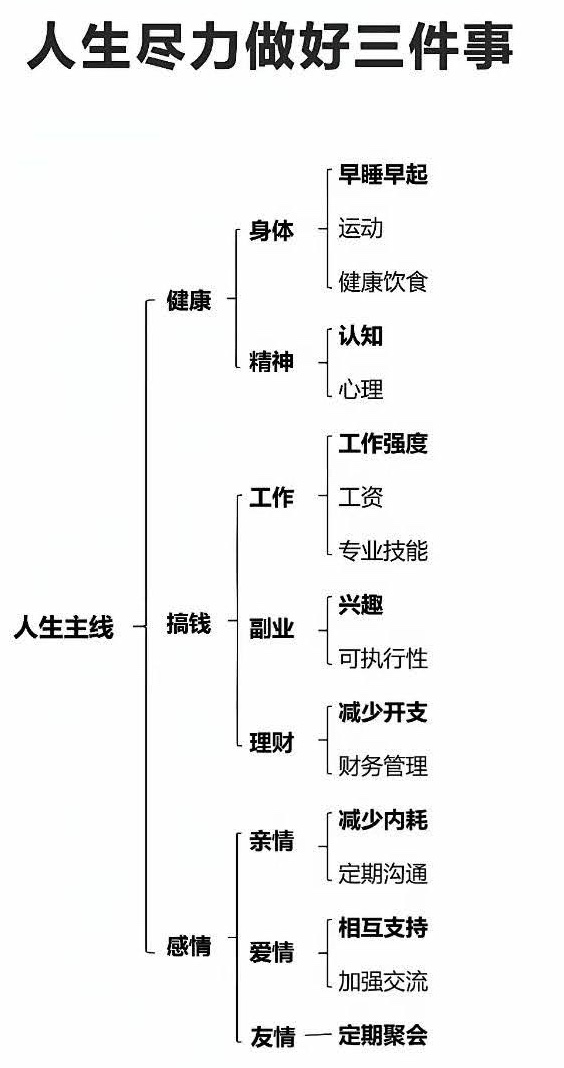 人生尽力做好三件事
人生主线
健康
身体
早睡早起
运动
健康饮食
精神
认知
心理
搞钱
工作
工作强度
工资
专业技能
副业
兴趣
可执行性
理财
减少开支
财务管理
感情
亲情
减少内耗
定期沟通
爱情
相互支持
加强交流
友情
定期聚会